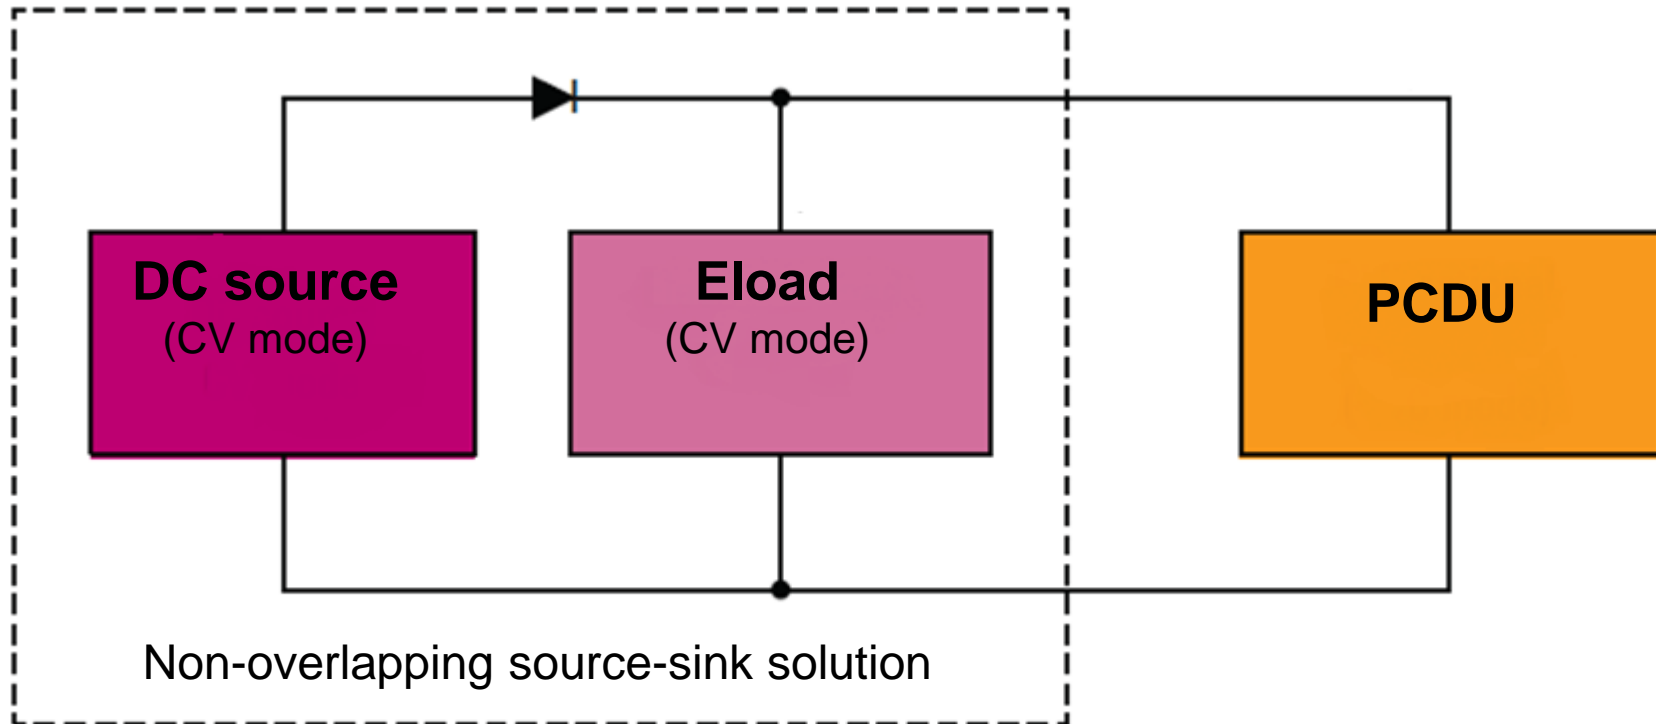 DC source
(CV mode)
Eload
(CV mode)
PCDU
Non-overlapping source-sink solution